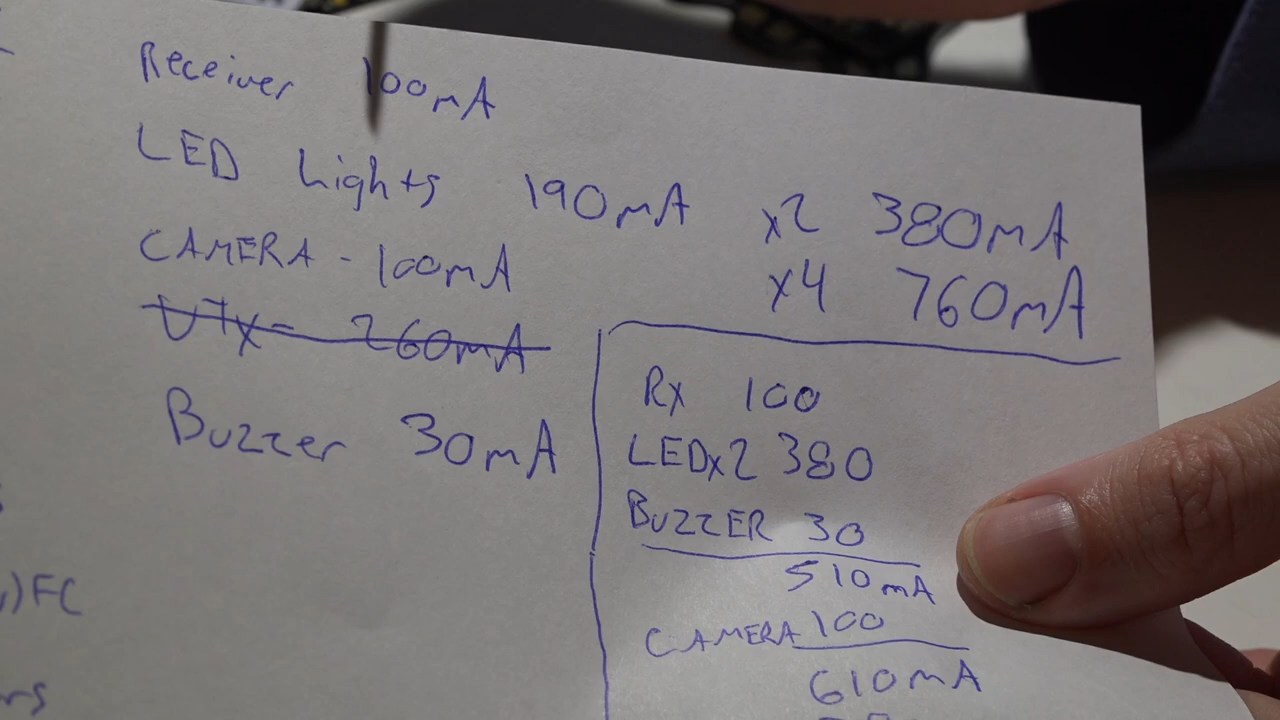 Receiver 100mA
LED Lights 190mA x2 380mA
x4 760mA
CAMERA - 100mA
VTX - 260mA
Buzzer 30mA
Rx 100
LEDx2 380
BUZZER 30
510mA
CAMERA 100
610mA
)FC